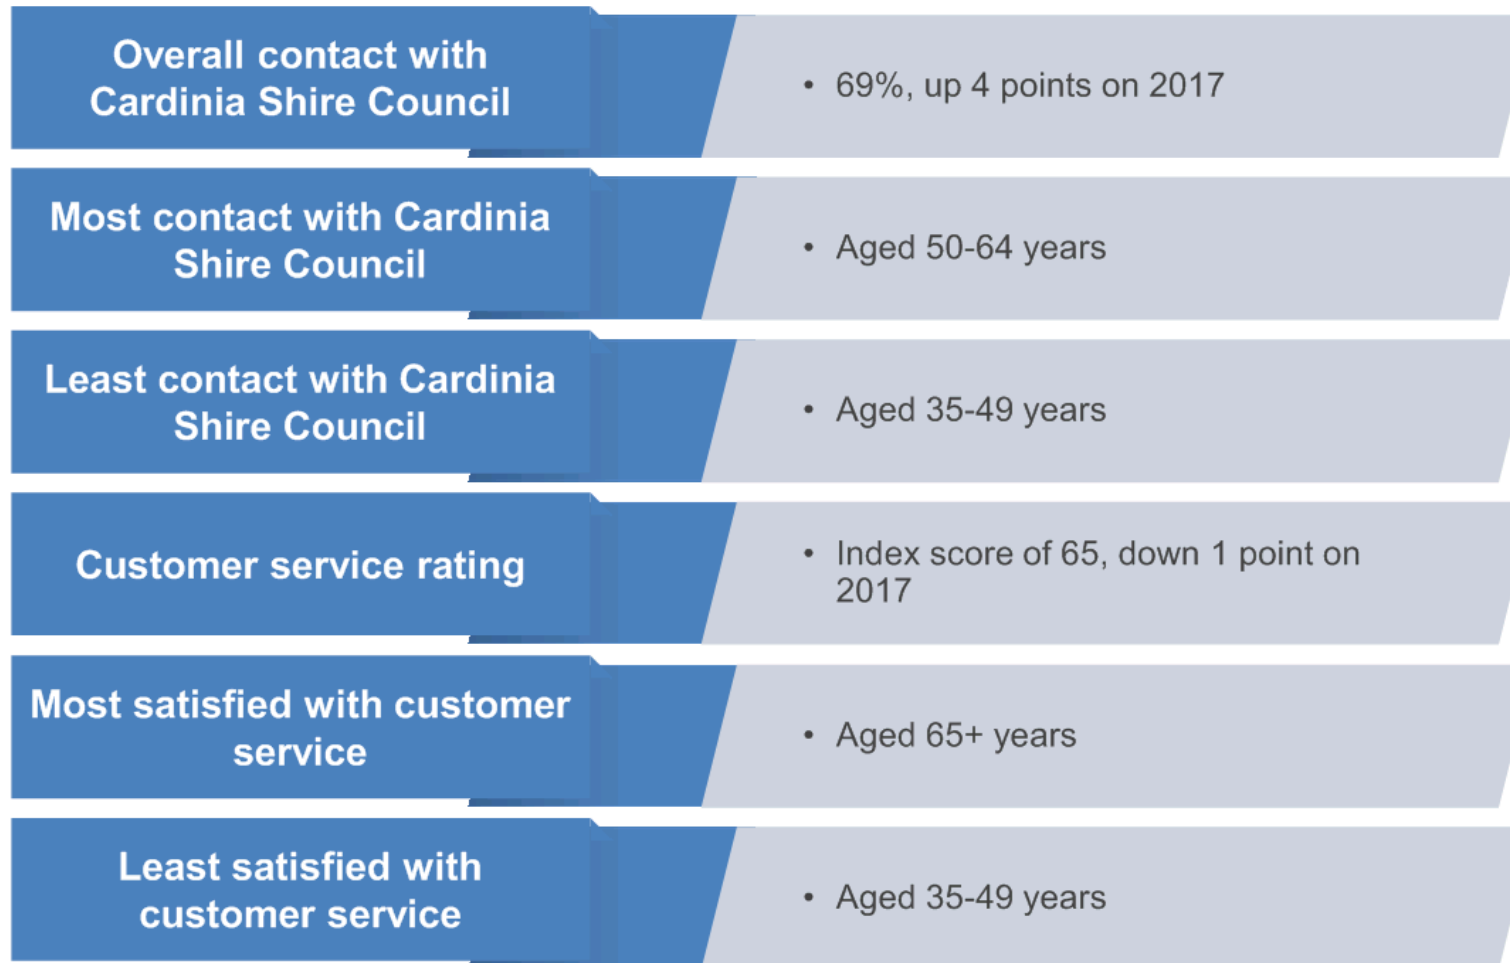 Overall contact with
Cardinia Shire Council
• 69%, up 4 points on 2017
Most contact with Cardinia
Shire Council
• Aged 50-64 years
Least contact with Cardinia
Shire Council
• Aged 35-49 years
Customer service rating
• Index score of 65, down 1 point on
2017
Most satisfied with customer
service
• Aged 65+ years
Least satisfied with
customer service
• Aged 35-49 years